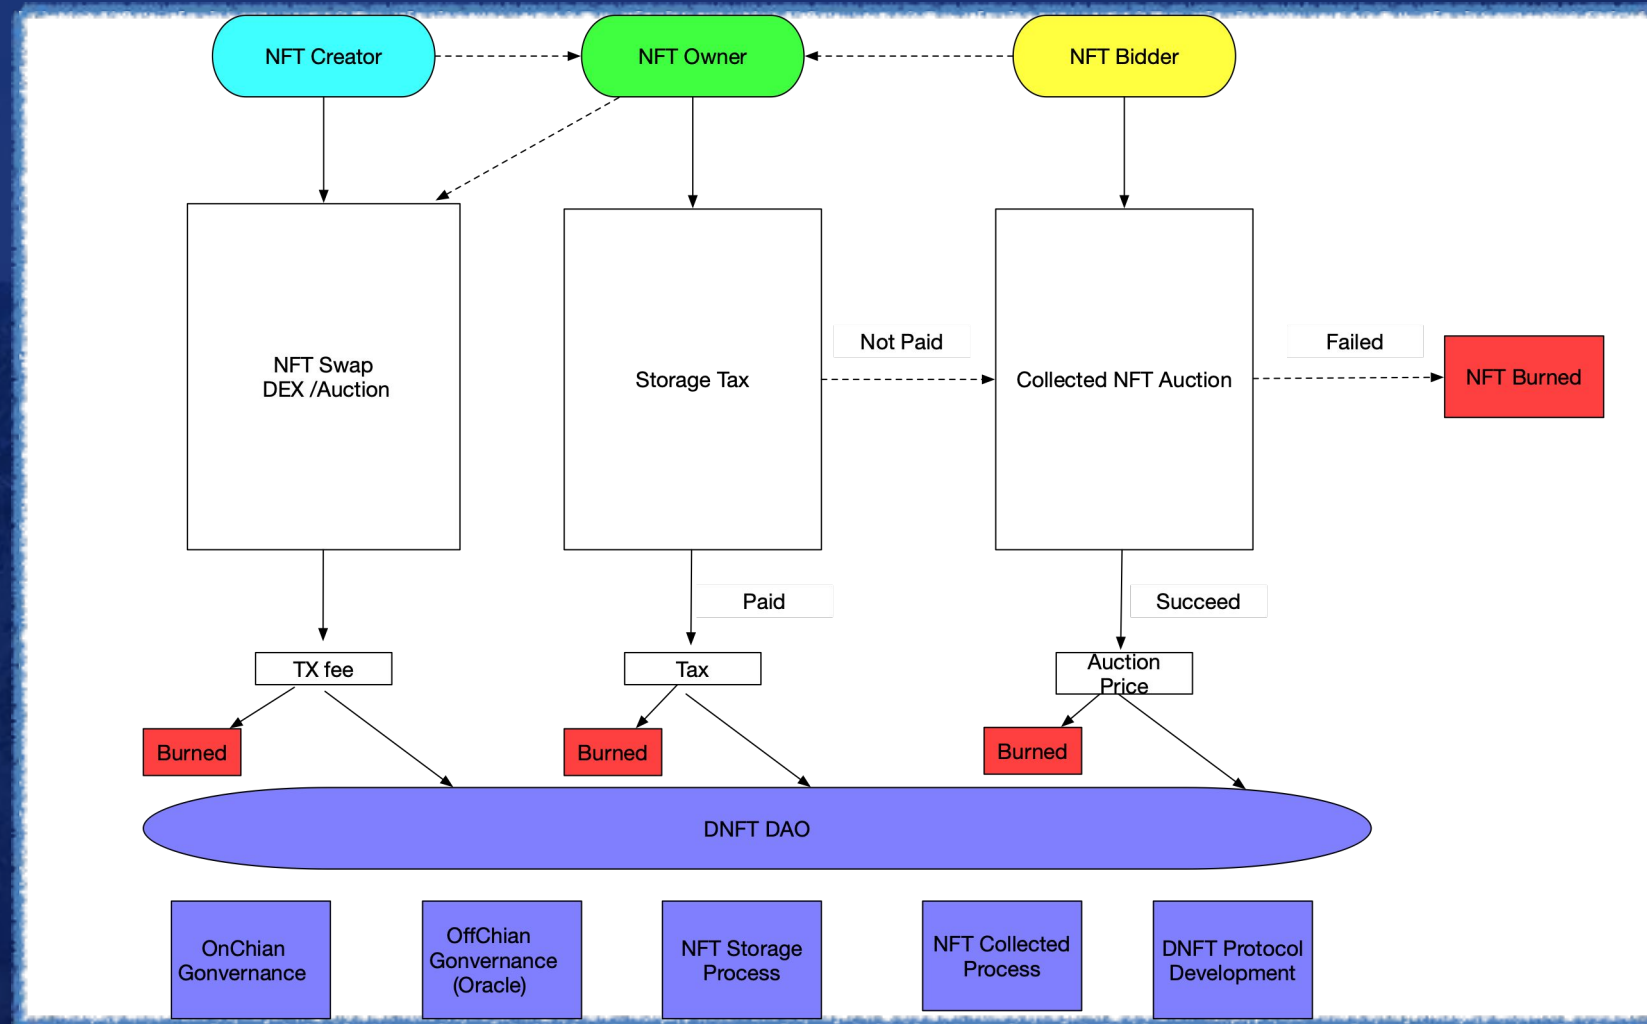 NFT Creator
NFT Owner
NFT Bidder
NFT Swap
DEX /Auction
Storage Tax
Not Paid
Collected NFT Auction
Failed
NFT Burned
Paid
Succeed
TX fee
Tax
Auction
Price
Burned
Burned
Burned
DNFT DAO
OnChian
Gonvernance
OffChian
Gonvernance
(Oracle)
NFT Storage
Process
NFT Collected
Process
DNFT Protocol
Development